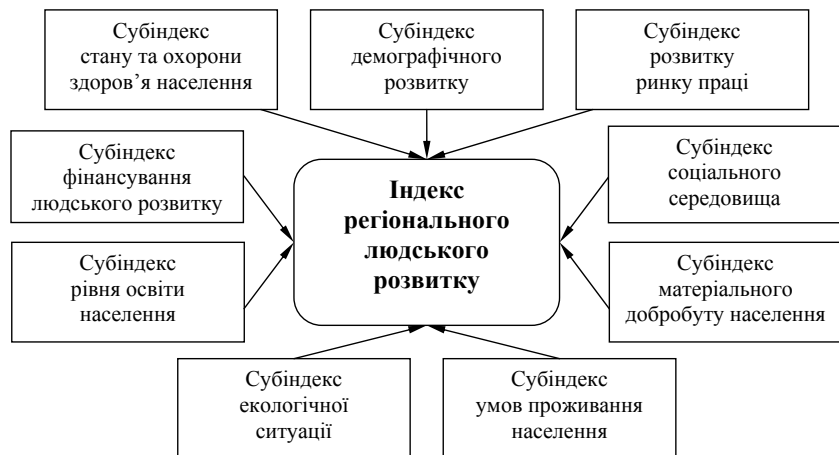 Субіндекс
стану та охорони
здоров’я населення
Субіндекс
демографічного
розвитку
Субіндекс
розвитку
ринку праці
Субіндекс
фінансування
людського розвитку
Індекс
регіонального
людського
розвитку
Субіндекс
соціального
середовища
Субіндекс
рівня освіти
населення
Субіндекс
матеріального
добробуту населення
Субіндекс
екологічної
ситуації
Субіндекс
умов проживання
населення